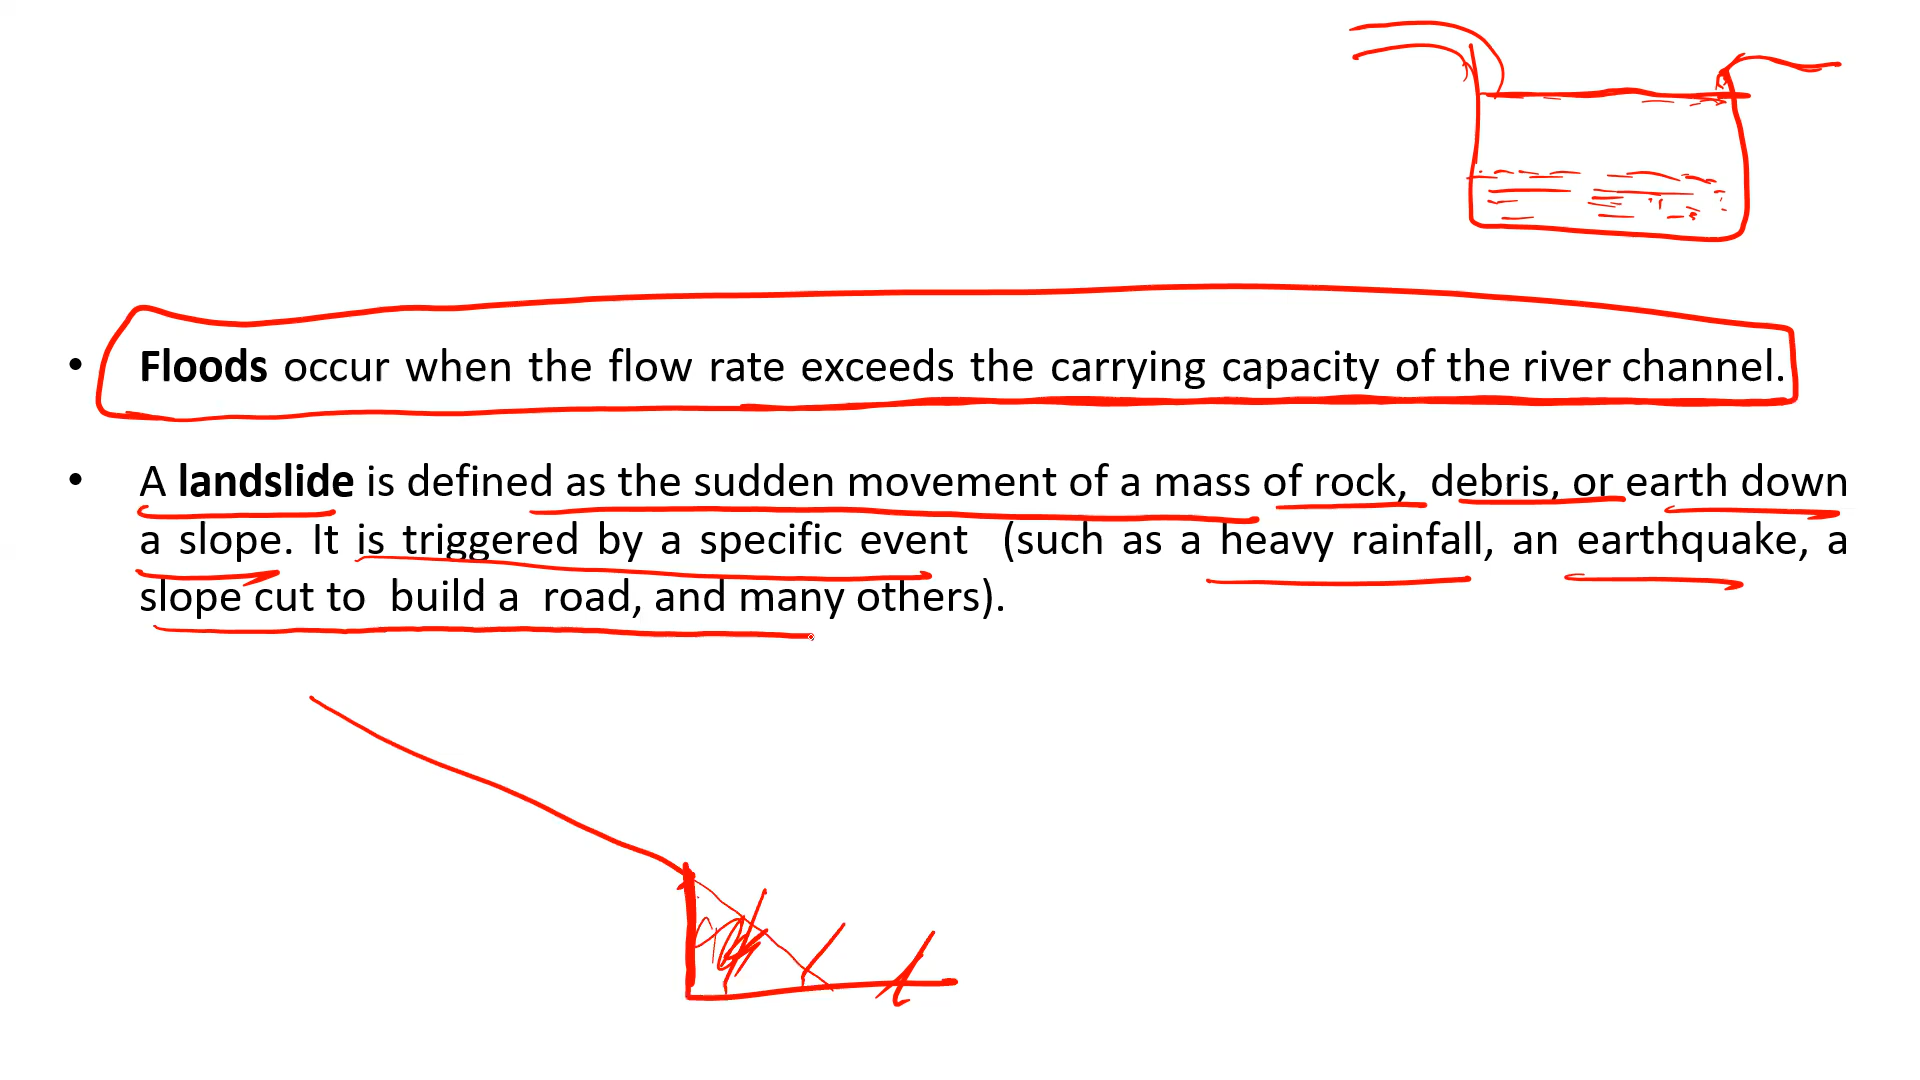 • Floods occur when the flow rate exceeds the carrying capacity of the river channel.
• A landslide is defined as the sudden movement of a mass of rock, debris, or earth down
a slope. It is triggered by a specific event (such as a heavy rainfall, an earthquake, a
slope cut to build a road, and many others).